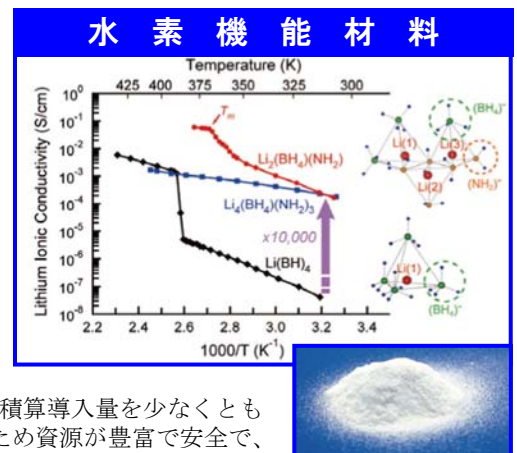 水素機能材料
Temperature (K)
425 400 375 350 325 300
10⁰
10⁻¹
10⁻²
10⁻³
10⁻⁴
10⁻⁵
10⁻⁶
10⁻⁷
10⁻⁸
Lithium Ionic Conductivity (S/cm)
Tm
Li₂(BH₄)(NH₂)
Li₄(BH₄)(NH₂)₃
x10,000
Li(BH)₄
2.2 2.4 2.6 2.8 3.0 3.2 3.4
1000/T (K⁻¹)
(BH₄)⁻
Li(1)
Li(3)
Li(2)
(NH₂)⁻
Li(1)
(BH₄)⁻
積算導入量を少なくとも
ため資源が豊富で安全で、